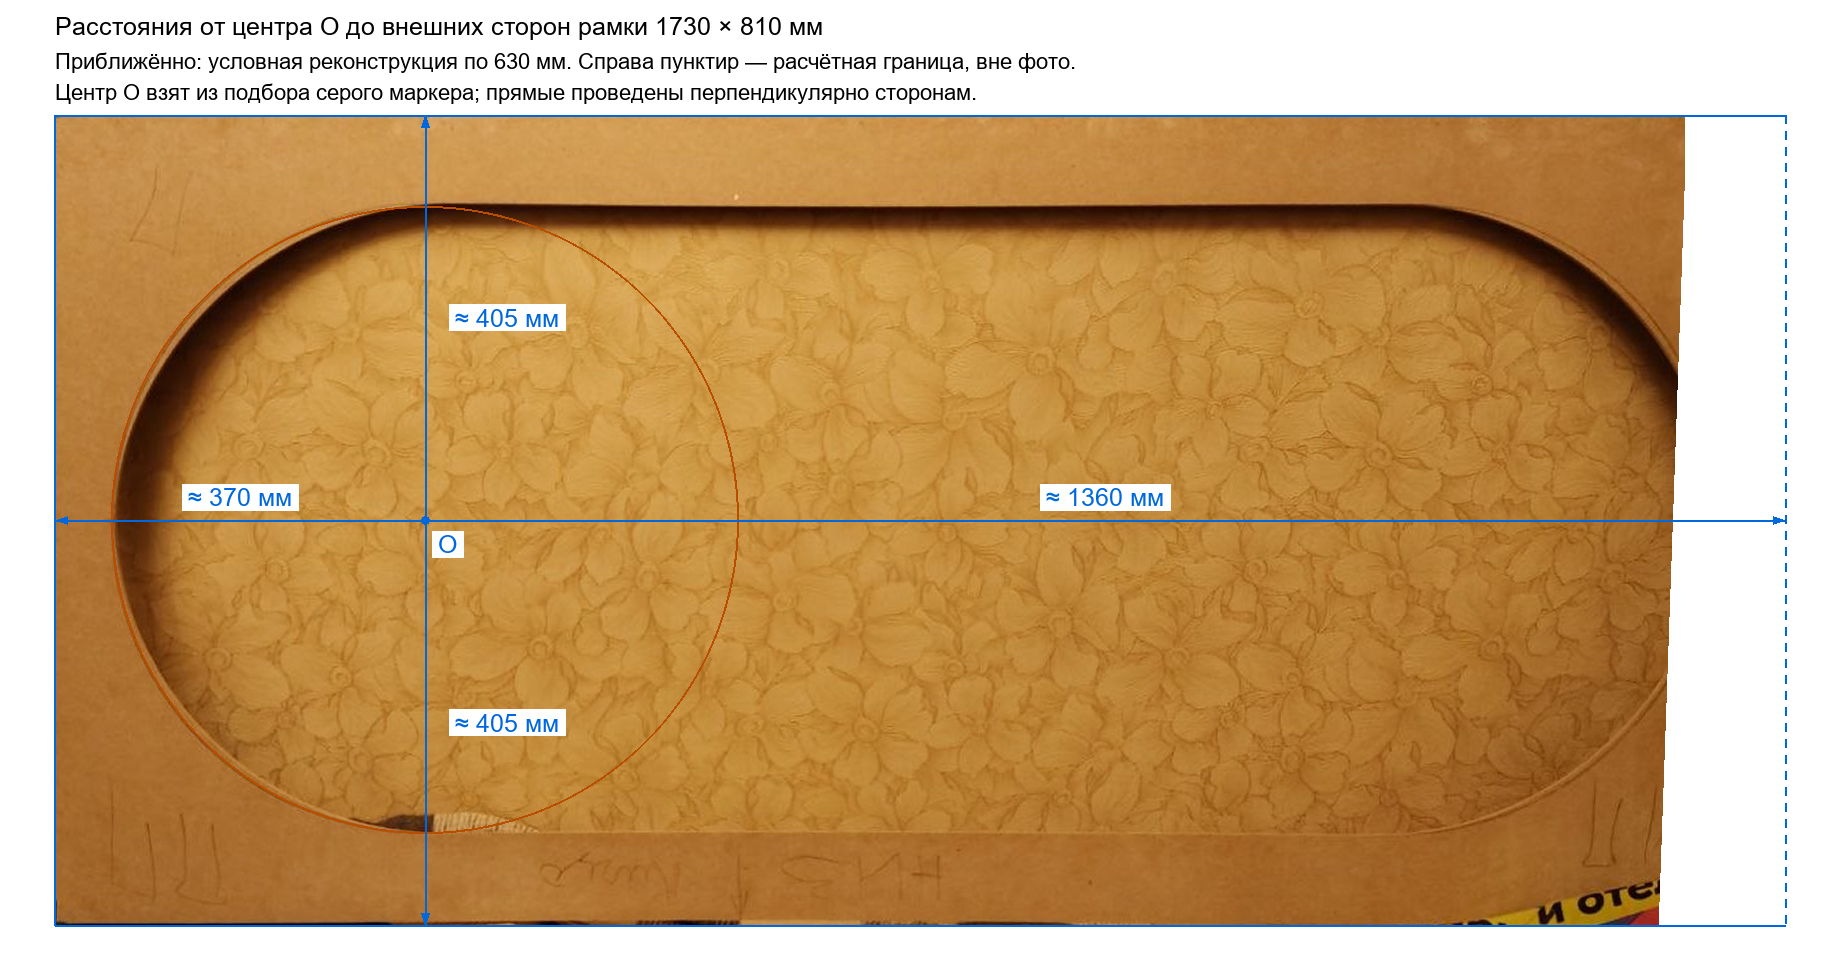 Расстояния от центра O до внешних сторон рамки 1730 × 810 мм
Приближённо: условная реконструкция по 630 мм. Справа пунктир — расчётная граница, вне фото.
Центр O взят из подбора серого маркера; прямые проведены перпендикулярно сторонам.
≈ 405 мм
≈ 370 мм
≈ 1360 мм
O
≈ 405 мм
и оте